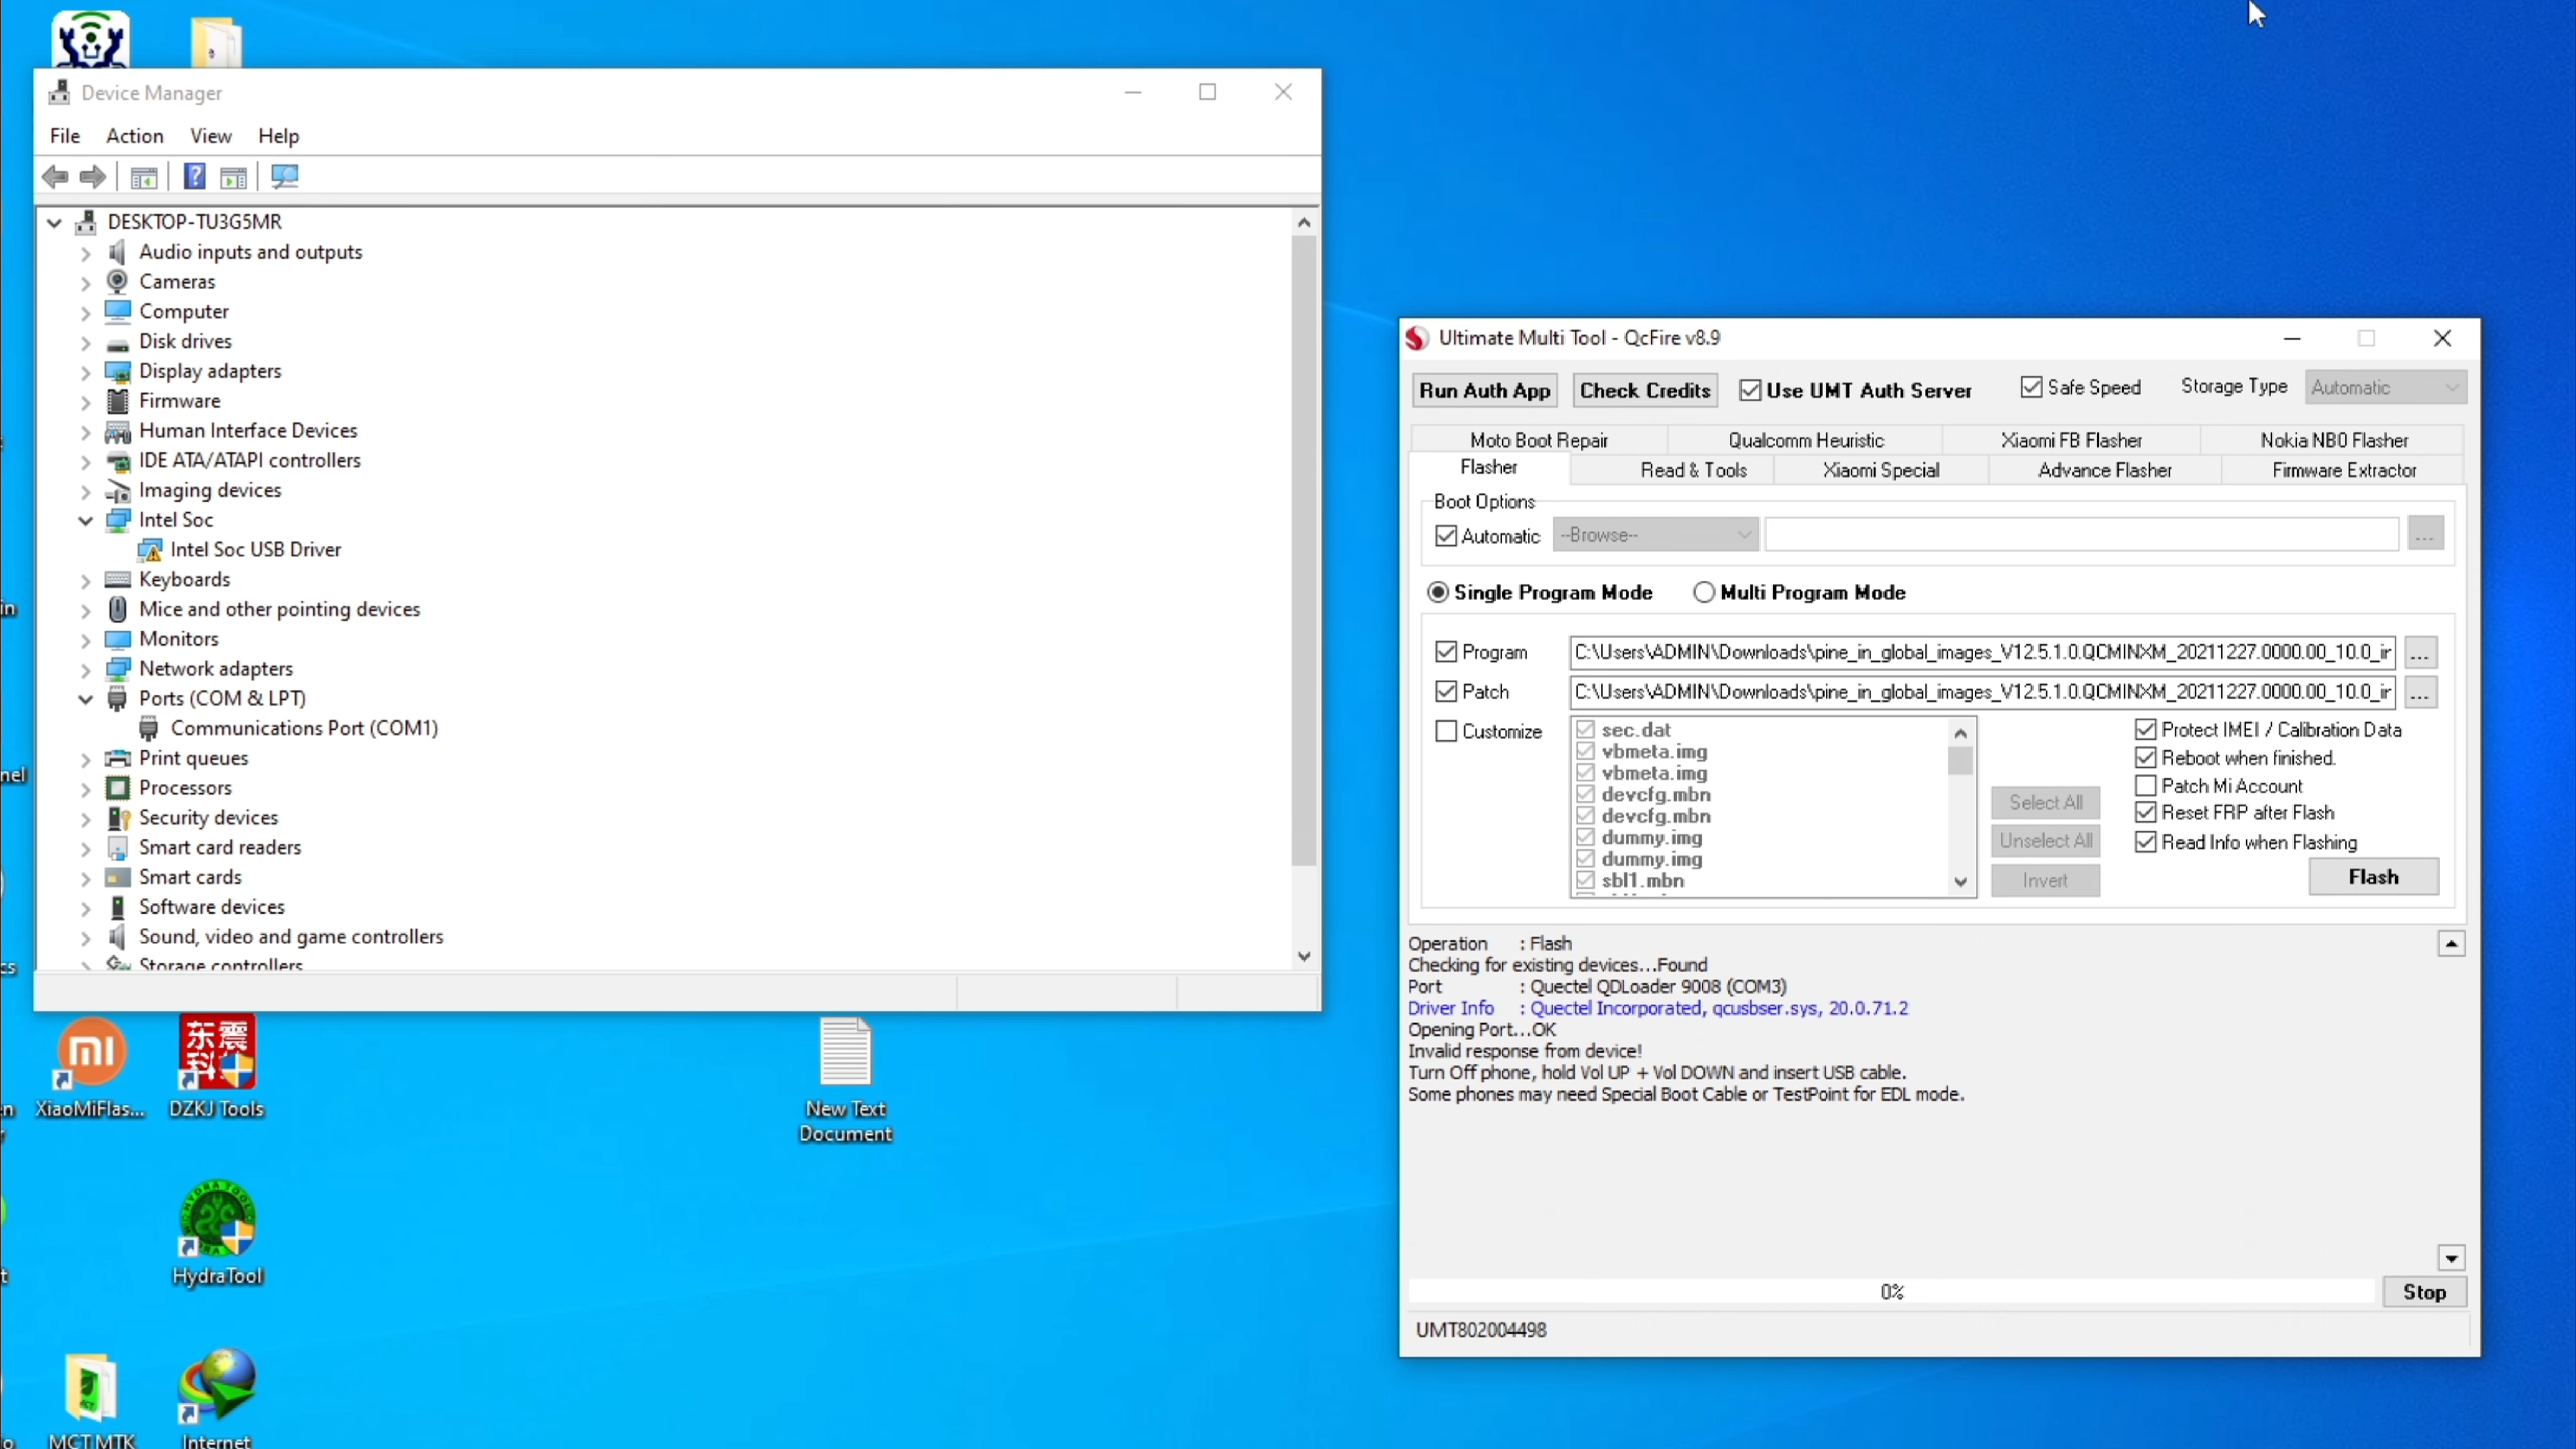 Device Manager
File Action View Help
DESKTOP-TU3G5MR
Audio inputs and outputs
Cameras
Computer
Disk drives
Display adapters
Firmware
Human Interface Devices
IDE ATA/ATAPI controllers
Imaging devices
Intel Soc
Intel Soc USB Driver
Keyboards
Mice and other pointing devices
Monitors
Network adapters
Ports (COM & LPT)
Communications Port (COM1)
Print queues
Processors
Security devices
Smart card readers
Smart cards
Software devices
Sound, video and game controllers
Storage controllers
XiaoMiFlas...
东震
科技
DZKJ Tools
New Text
Document
HydraTool
MCT MTK
Internet
Ultimate Multi Tool - QcFire v8.9
Run Auth App Check Credits Use UMT Auth Server Safe Speed Storage Type Automatic
Moto Boot Repair Qualcomm Heuristic Xiaomi FB Flasher Nokia NB0 Flasher
Flasher Read & Tools Xiaomi Special Advance Flasher Firmware Extractor
Boot Options
Automatic --Browse-- ...
Single Program Mode Multi Program Mode
Program C:\Users\ADMIN\Downloads\pine_in_global_images_V12.5.1.0.QCMINXM_20211227.0000.00_10.0_ir ...
Patch C:\Users\ADMIN\Downloads\pine_in_global_images_V12.5.1.0.QCMINXM_20211227.0000.00_10.0_ir ...
Customize
sec.dat
vbmeta.img
vbmeta.img
devcfg.mbn
devcfg.mbn
dummy.img
dummy.img
sbl1.mbn
Select All
Unselect All
Invert
Protect IMEI / Calibration Data
Reboot when finished.
Patch Mi Account
Reset FRP after Flash
Read Info when Flashing
Flash
Operation : Flash
Checking for existing devices...Found
Port : Quectel QDLoader 9008 (COM3)
Driver Info : Quectel Incorporated, qcusbser.sys, 20.0.71.2
Opening Port...OK
Invalid response from device!
Turn Off phone, hold Vol UP + Vol DOWN and insert USB cable.
Some phones may need Special Boot Cable or TestPoint for EDL mode.
0%
Stop
UMT802004498